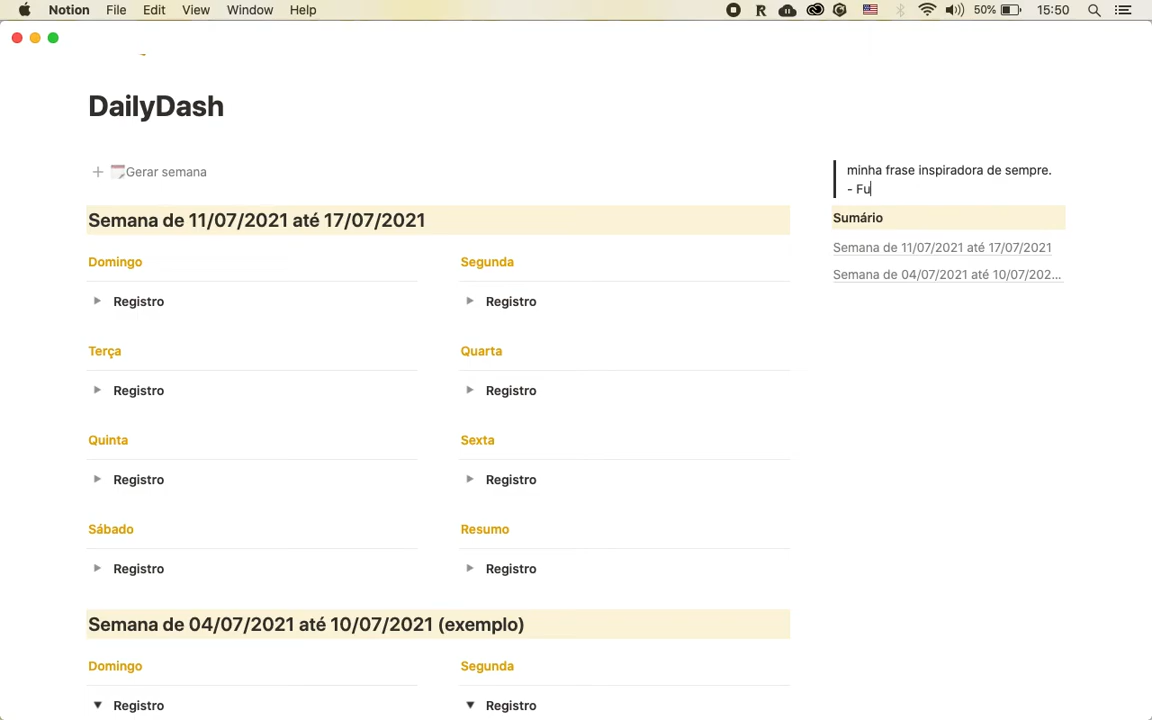 Notion File Edit View Window Help 50% 15:50
DailyDash
Gerar semana
minha frase inspiradora de sempre.
- Fu
Semana de 11/07/2021 até 17/07/2021
Sumário
Semana de 11/07/2021 até 17/07/2021
Semana de 04/07/2021 até 10/07/202...
Domingo Segunda
Registro Registro
Terça Quarta
Registro Registro
Quinta Sexta
Registro Registro
Sábado Resumo
Registro Registro
Semana de 04/07/2021 até 10/07/2021 (exemplo)
Domingo Segunda
Registro Registro